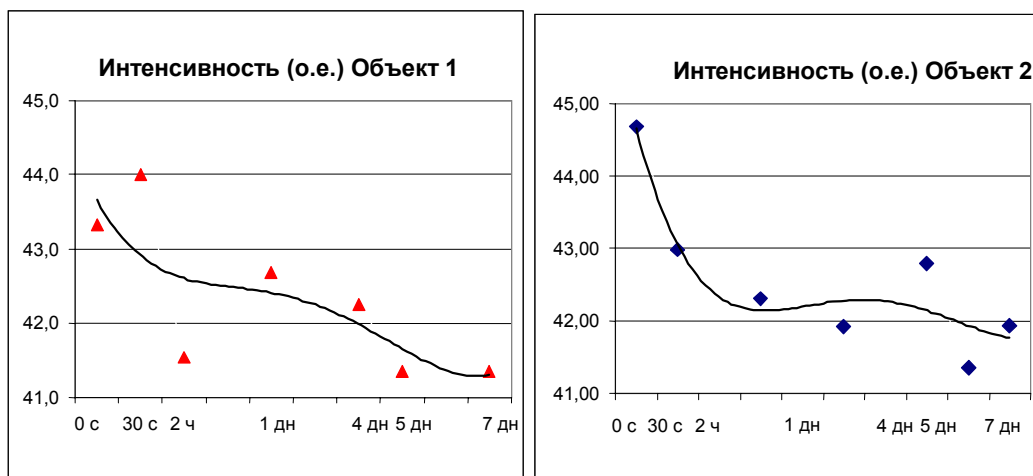 Интенсивность (о.е.) Объект 1
45,0
44,0
43,0
42,0
41,0
0 с 30 с 2 ч 1 дн 4 дн 5 дн 7 дн
Интенсивность (о.е.) Объект 2
45,00
44,00
43,00
42,00
41,00
0 с 30 с 2 ч 1 дн 4 дн 5 дн 7 дн